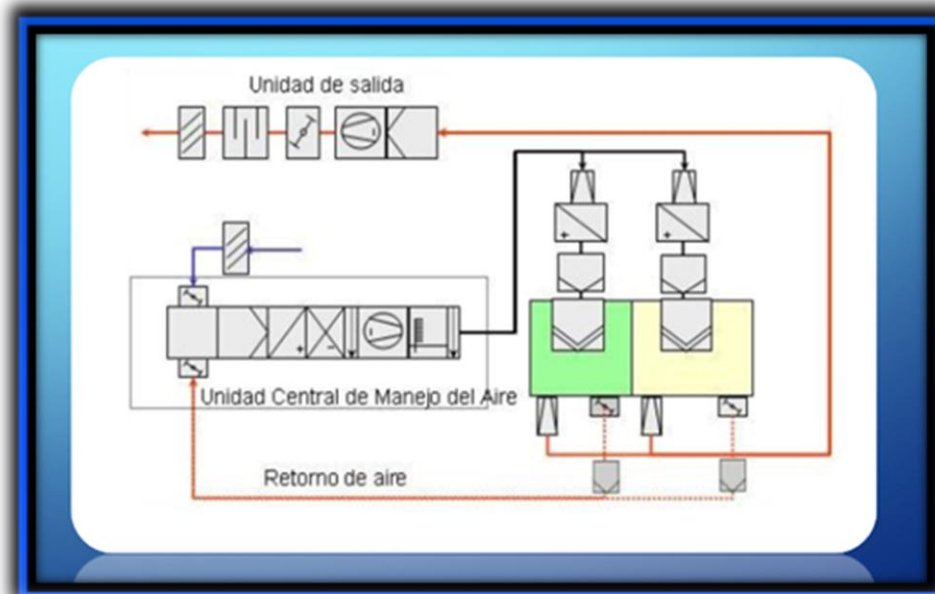 Unidad de salida
Unidad Central de Manejo del Aire
Retorno de aire